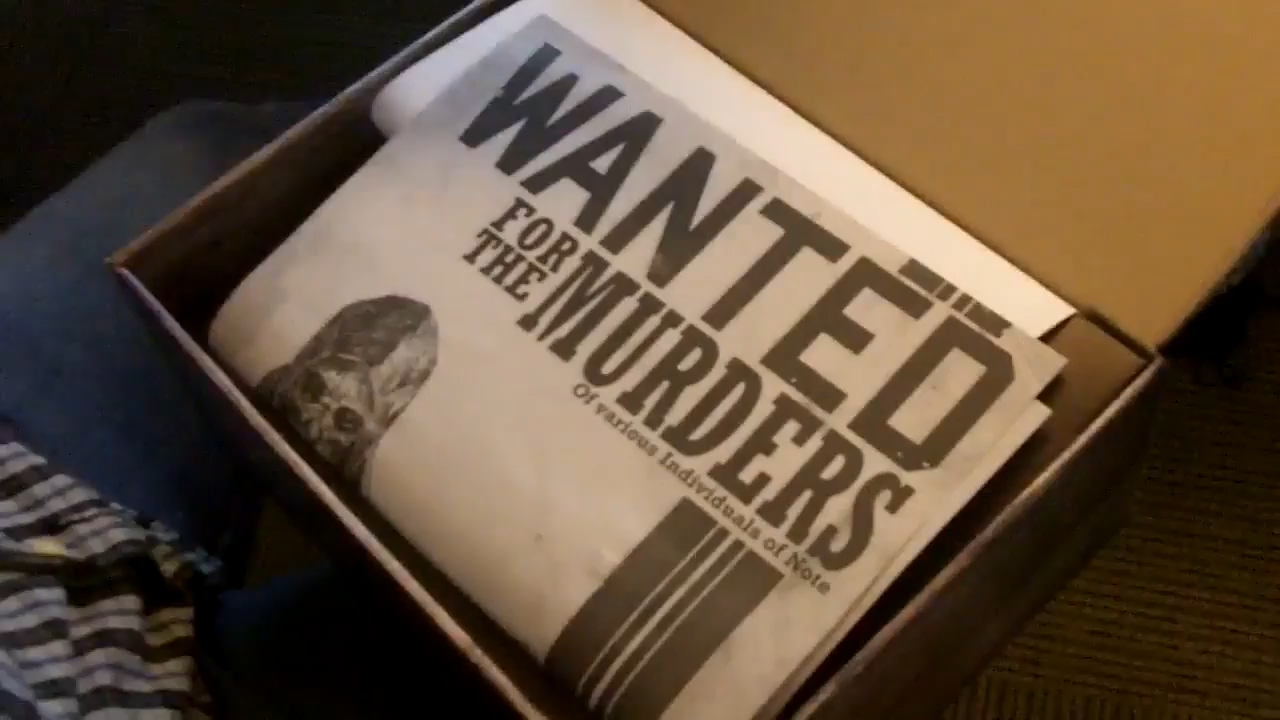 WANTED
FOR THE MURDERS
Of various Individuals of Note